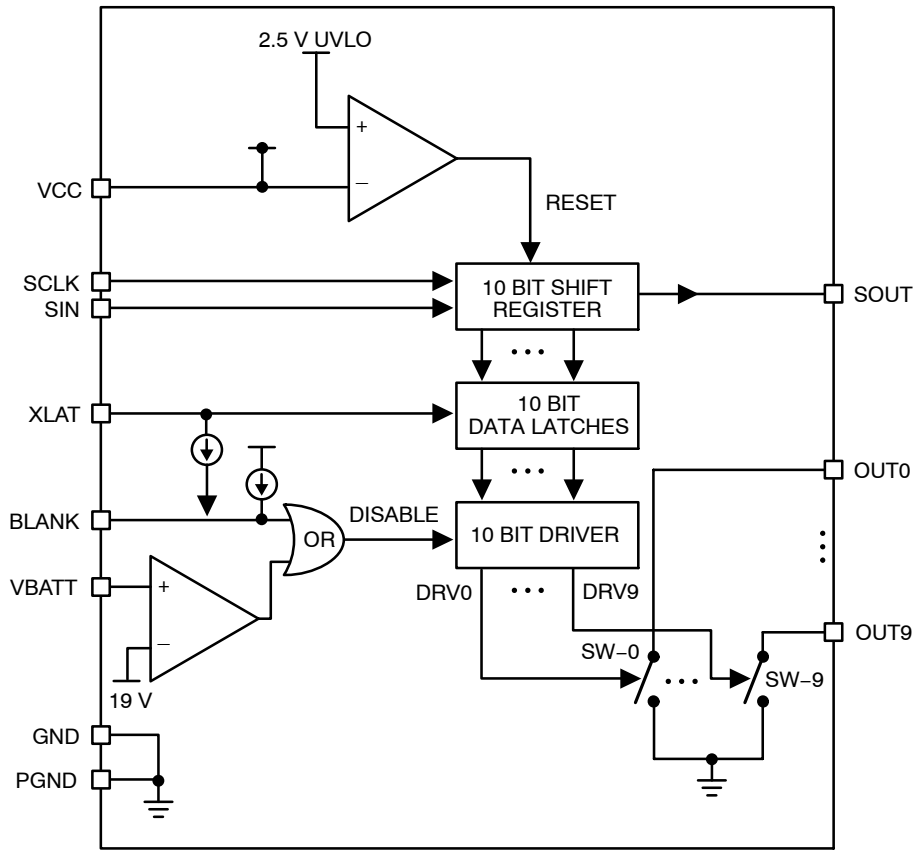 2.5 V UVLO
+
−
VCC
RESET
SCLK
SIN
10 BIT SHIFT
REGISTER
SOUT
XLAT
10 BIT
DATA LATCHES
OUT0
BLANK
OR
DISABLE
10 BIT DRIVER
VBATT
+
−
19 V
DRV0
DRV9
OUT9
SW−0
SW−9
GND
PGND